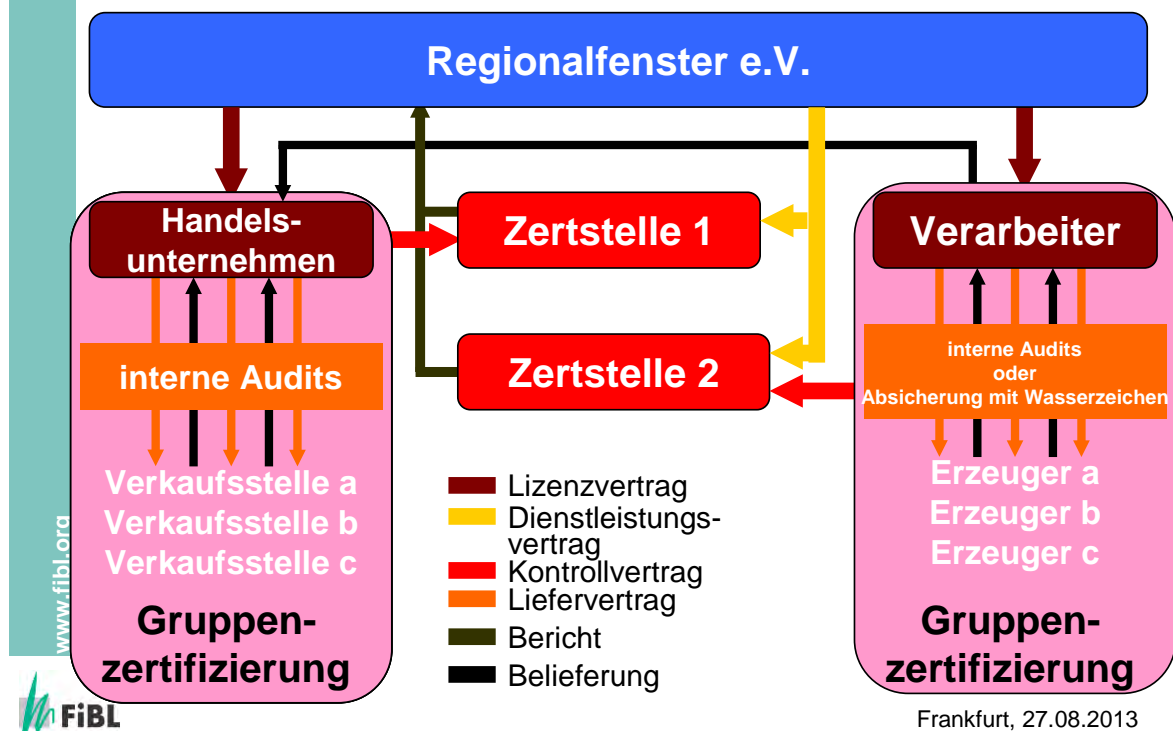 Regionalfenster e.V.
Handels-
unternehmen
Zertstelle 1
Verarbeiter
interne Audits
Zertstelle 2
interne Audits
oder
Absicherung mit Wasserzeichen
Verkaufsstelle a
Verkaufsstelle b
Verkaufsstelle c
Gruppen-
zertifizierung
Lizenzvertrag
Dienstleistungs-
vertrag
Kontrollvertrag
Liefervertrag
Bericht
Belieferung
Erzeuger a
Erzeuger b
Erzeuger c
Gruppen-
zertifizierung
www.fibl.org
FiBL
Frankfurt, 27.08.2013